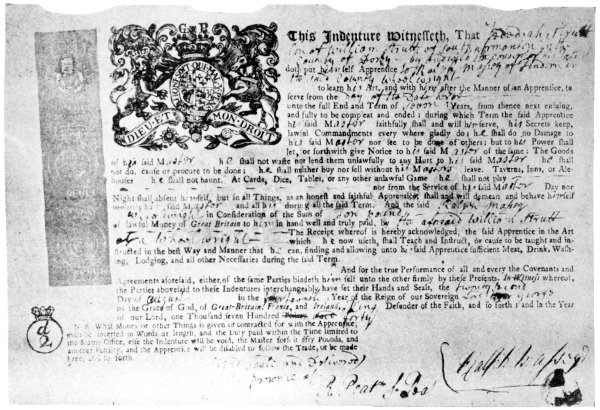 G R
HONI SOIT QUI MAL Y PENSE
DIEU ET MON DROIT
This Indenture Witnesseth, That Jedediah Strutt
Son of William Strutt, of South Normanton in the
County of Derby
doth put himself Apprentice to Ralph Massey of Findern in
the said County Wheelwright
to learn his Art, and with him after the Manner of an Apprentice, to
serve from the Day of the Date hereof
unto the full End and Term of Seven Years, from thence next ensuing,
and fully to be compleat and ended; during which Term the said Apprentice
his said Master faithfully shall and will serve, his Secrets keep,
lawful Commandments every where gladly do; he shall do no Damage to
his said Master nor see to be done of others; but to his Power shall
let, or forthwith give Notice to his said Master of the same: The Goods
of his said Master he shall not waste nor lend them unlawfully to any Hurt to his said Master he shall
not do, cause or procure to be done; he shall neither buy nor sell without his Masters leave. Taverns, Inns, or Ale-
houses he shall not haunt. At Cards, Dice, Tables, or any other unlawful Game he shall not play
nor from the Service of his said Master Day nor
Night shall absent himself, but in all Things, as an honest and faithful Apprentice, shall and will demean and behave himself
towards his said Master and all his during all the said Term. And the said Ralph Massey
Wheelwright in Consideration of the Sum of Ten pounds
of lawful Money of Great Britain to him in hand well and truly paid, by the aforesaid William Strutt
The Receipt whereof is hereby acknowledged, the said Apprentice in the Art
of a Wheelwright which he now useth, shall Teach and Instruct, or cause to be taught and in-
structed in the best Way and Manner that he can, finding and allowing unto his said Apprentice sufficient Meat, Drink, Wash-
ing, Lodging, and all other Necessaries during the said Term.
And for the true Performance of all and every the Covenants and
Agreements aforesaid, either of the same Parties bindeth himself unto the other firmly by these Presents. In Witness whereof,
the Parties aforesaid to these Indentures interchangeably have set their Hands and Seals, the twenty
Day of August in the fourteenth Year of the Reign of our Sovereign Lord George
by the Grace of God, of Great-Britain, France, and Ireland, King Defender of the Faith, and so forth; and in the Year
of our Lord, one Thousand seven Hundred forty
N. B. What Money or other Things is given or contracted for with the Apprentice,
must be inserted in Words at length, and the Duty paid within the Time limited to
the Stamp-Office, else the Indenture will be void, the Master forfeit fifty Pounds, and
another Penalty, and the Apprentice will be disabled to follow the Trade, or be made
Free, and so forth.
Sealed and Delivered
presence of
Ralph Massey